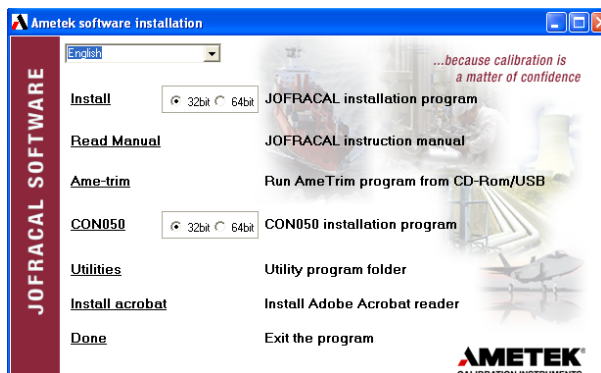 Ametek software installation
English
...because calibration is
a matter of confidence
JOFRACAL SOFTWARE
Install 32bit 64bit JOFRACAL installation program
Read Manual JOFRACAL instruction manual
Ame-trim Run AmeTrim program from CD-Rom/USB
CON050 32bit 64bit CON050 installation program
Utilities Utility program folder
Install acrobat Install Adobe Acrobat reader
Done Exit the program
AMETEK®
CALIBRATION INSTRUMENTS